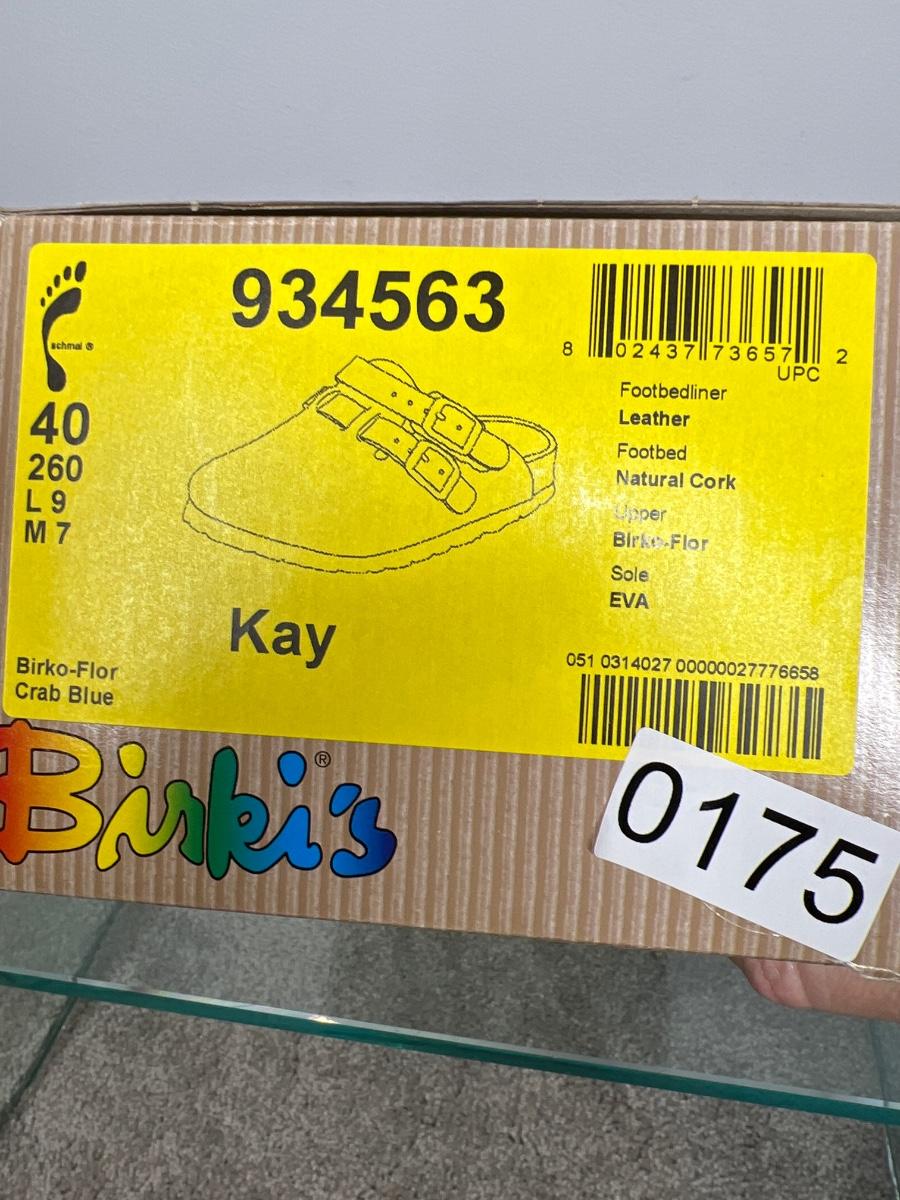 934563
schmal ®
40
260
L 9
M 7
8 02437 73657 2
UPC
Footbedliner
Leather
Footbed
Natural Cork
Upper
Birko-Flor
Sole
EVA
Kay
Birko-Flor
Crab Blue
051 0314027 00000027776658
Birki's®
0175